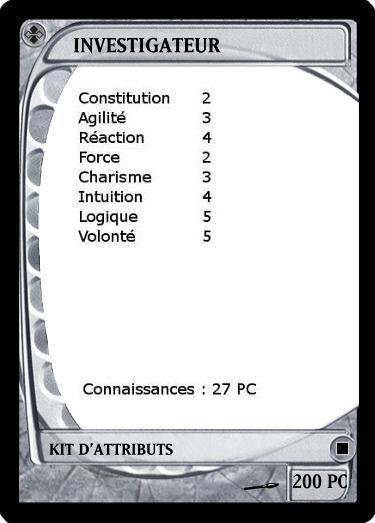 INVESTIGATEUR
Constitution 2
Agilité 3
Réaction 4
Force 2
Charisme 3
Intuition 4
Logique 5
Volonté 5
Connaissances : 27 PC
KIT D'ATTRIBUTS
200 PC